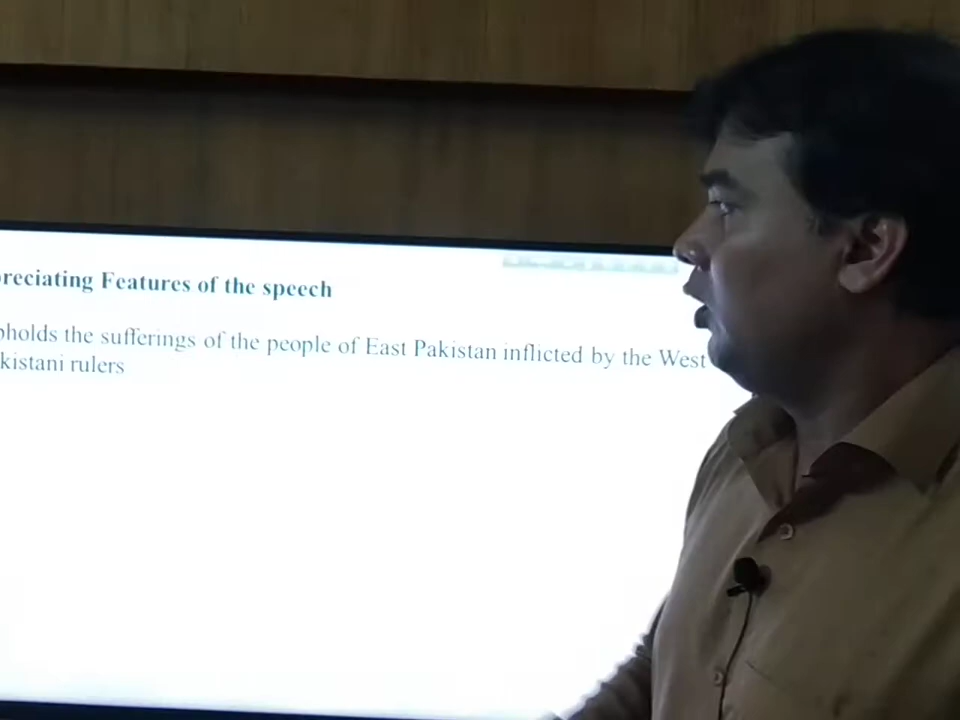 reciating Features of the speech
pholds the sufferings of the people of East Pakistan inflicted by the West
kistani rulers